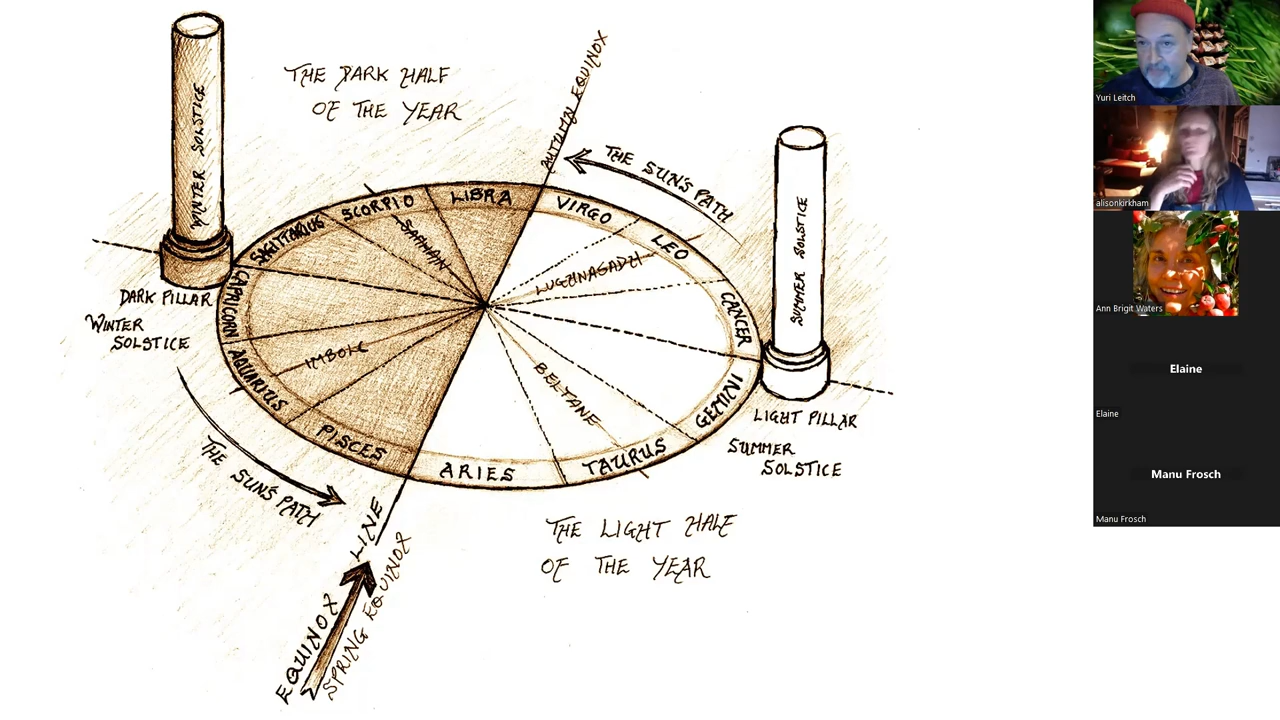 THE DARK HALF
OF THE YEAR
WINTER SOLSTICE
AUTUMN EQUINOX
THE SUN'S PATH
SUMMER SOLSTICE
LIBRA
VIRGO
SCORPIO
LEO
SAGITTARIUS
SAMHAIN
LUGHNASADH
CAPRICORN
CANCER
DARK PILLAR
WINTER
SOLSTICE
IMBOLC
BELTANE
AQUARIUS
GEMINI
LIGHT PILLAR
SUMMER
SOLSTICE
PISCES
ARIES
TAURUS
THE SUN'S PATH
THE LIGHT HALF
OF THE YEAR
EQUINOX LINE
SPRING EQUINOX
Yuri Leitch
alisonkirkham
Ann Brigit Waters
Elaine
Elaine
Manu Frosch
Manu Frosch